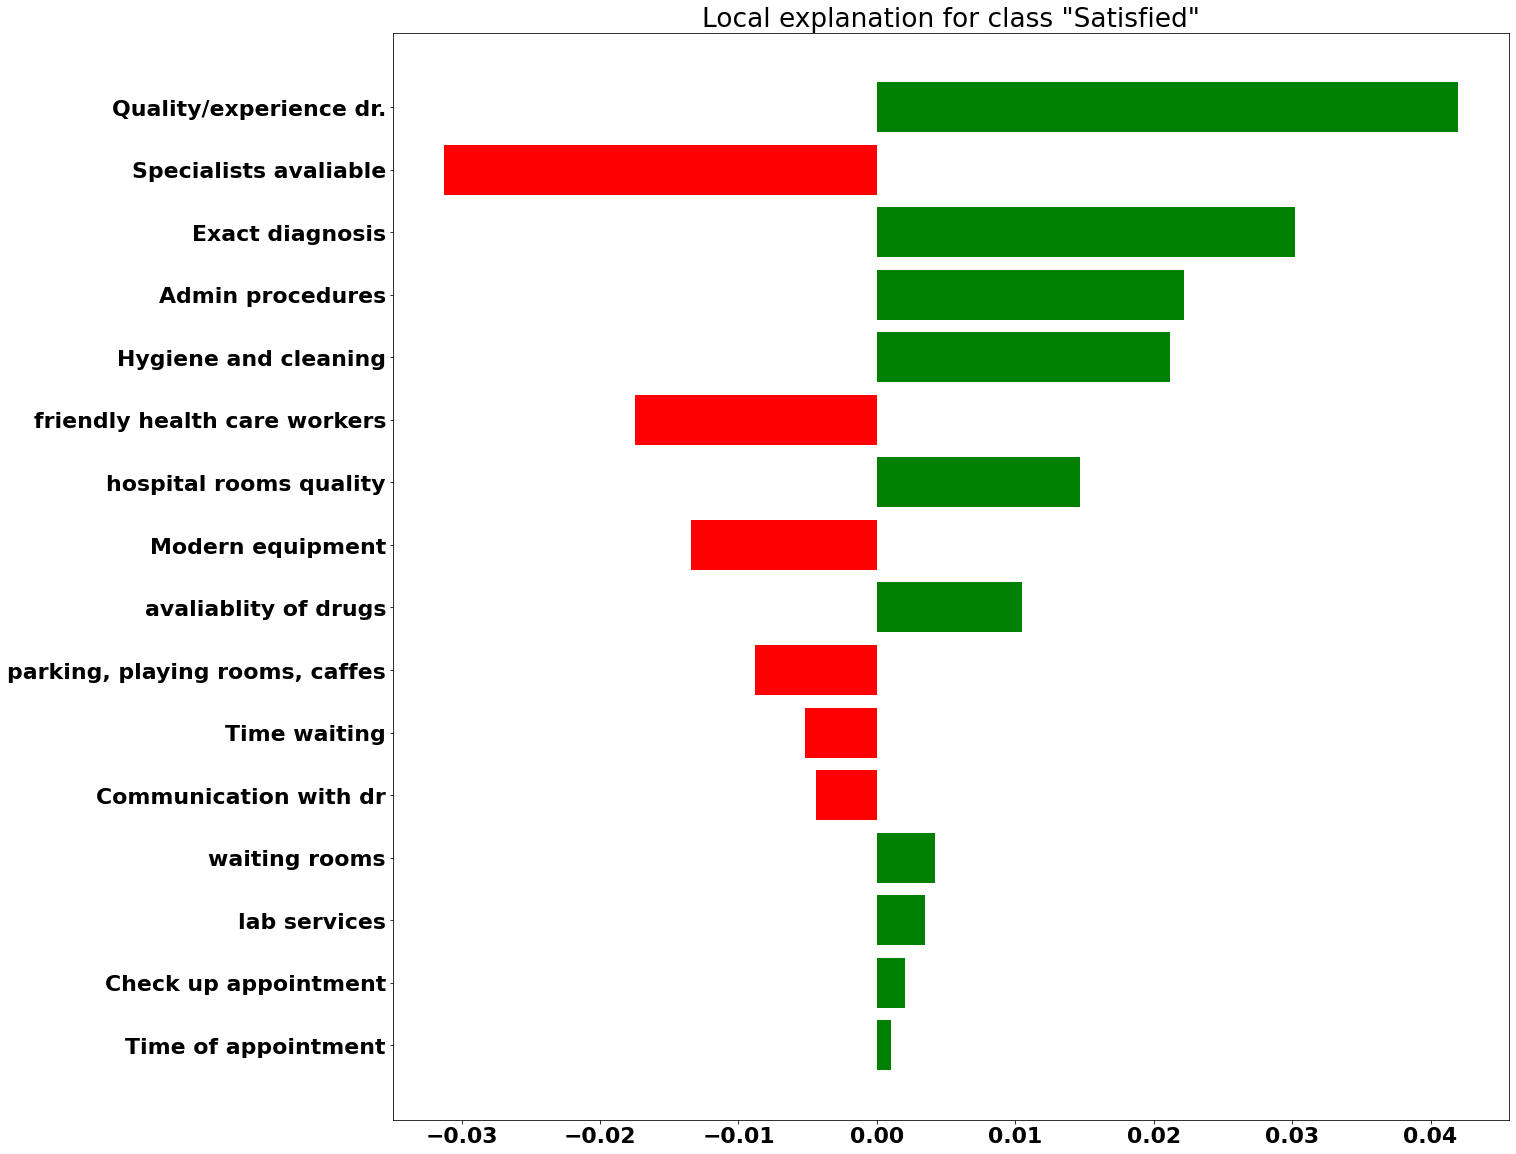 Local explanation for class "Satisfied"
Quality/experience dr.
Specialists avaliable
Exact diagnosis
Admin procedures
Hygiene and cleaning
friendly health care workers
hospital rooms quality
Modern equipment
avaliablity of drugs
parking, playing rooms, caffes
Time waiting
Communication with dr
waiting rooms
lab services
Check up appointment
Time of appointment
−0.03 −0.02 −0.01 0.00 0.01 0.02 0.03 0.04